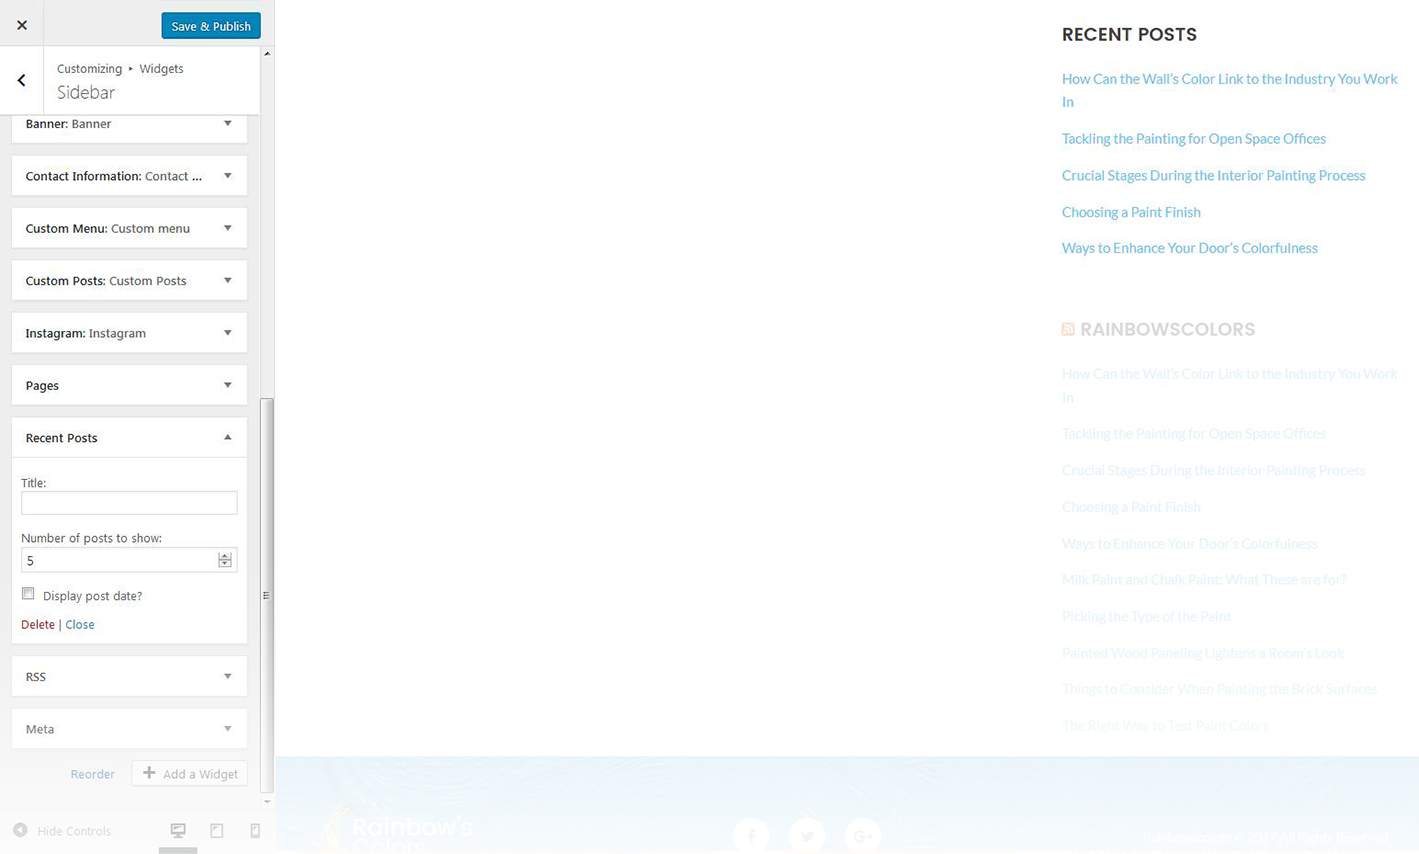 Save & Publish
Customizing ▸ Widgets
Sidebar
Banner: Banner
Contact Information: Contact ...
Custom Menu: Custom menu
Custom Posts: Custom Posts
Instagram: Instagram
Pages
Recent Posts
Title:
Number of posts to show:
5
Display post date?
Delete | Close
RSS
Meta
Reorder
Add a Widget
Hide Controls
RECENT POSTS
How Can the Wall's Color Link to the Industry You Work
In
Tackling the Painting for Open Space Offices
Crucial Stages During the Interior Painting Process
Choosing a Paint Finish
Ways to Enhance Your Door's Colorfulness
RAINBOWSCOLORS
How Can the Wall's Color Link to the Industry You Work
In
Tackling the Painting for Open Space Offices
Crucial Stages During the Interior Painting Process
Choosing a Paint Finish
Ways to Enhance Your Door's Colorfulness
Milk Paint and Chalk Paint: What These are for?
Picking the Type of the Paint
Painted Wood Paneling Lightens a Room's Look
Things to Consider When Painting the Brick Surfaces
The Right Way to Test Paint Colors
Rainbow's
Colors
f
G+
Rainbowscolors © 2017 All Rights Reserved